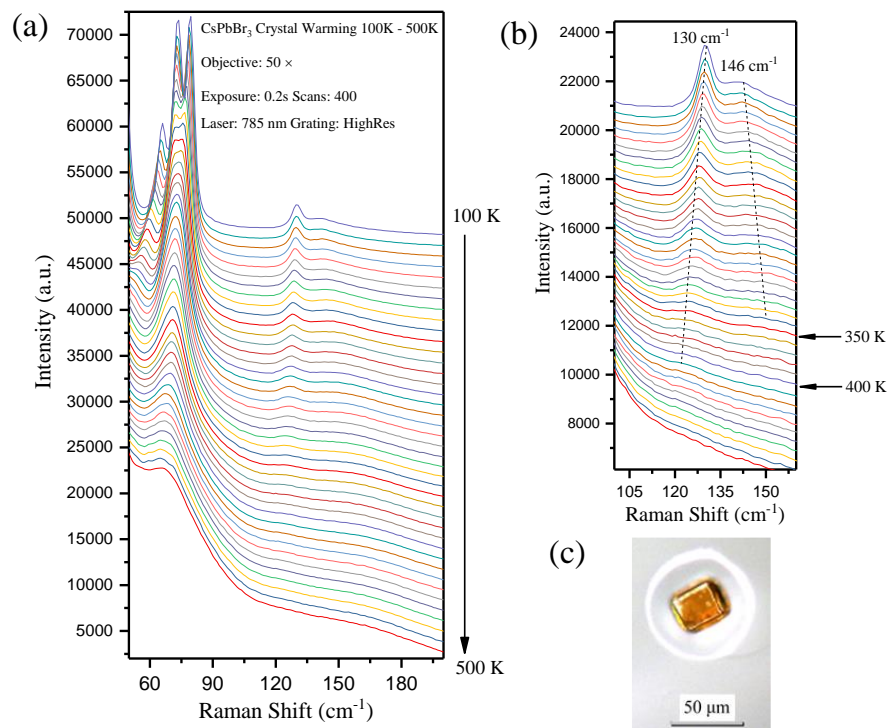 (a)
CsPbBr₃ Crystal Warming 100K - 500K
Objective: 50 ×
Exposure: 0.2s Scans: 400
Laser: 785 nm Grating: HighRes
70000
65000
60000
55000
50000
45000
40000
35000
30000
25000
20000
15000
10000
5000
Intensity (a.u.)
60 90 120 150 180
Raman Shift (cm⁻¹)
100 K
500 K
(b)
130 cm⁻¹
146 cm⁻¹
24000
22000
20000
18000
16000
14000
12000
10000
8000
Intensity (a.u.)
350 K
400 K
105 120 135 150
Raman Shift (cm⁻¹)
(c)
50 μm